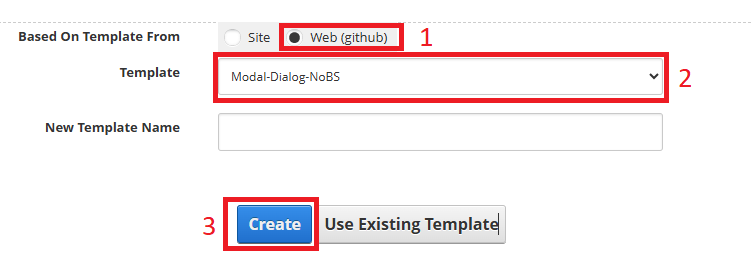 Based On Template From Site Web (github) 1
Template Modal-Dialog-NoBS 2
New Template Name
3 Create Use Existing Template